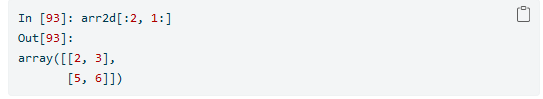 In [93]: arr2d[:2, 1:]
Out[93]:
array([[2, 3],
       [5, 6]])